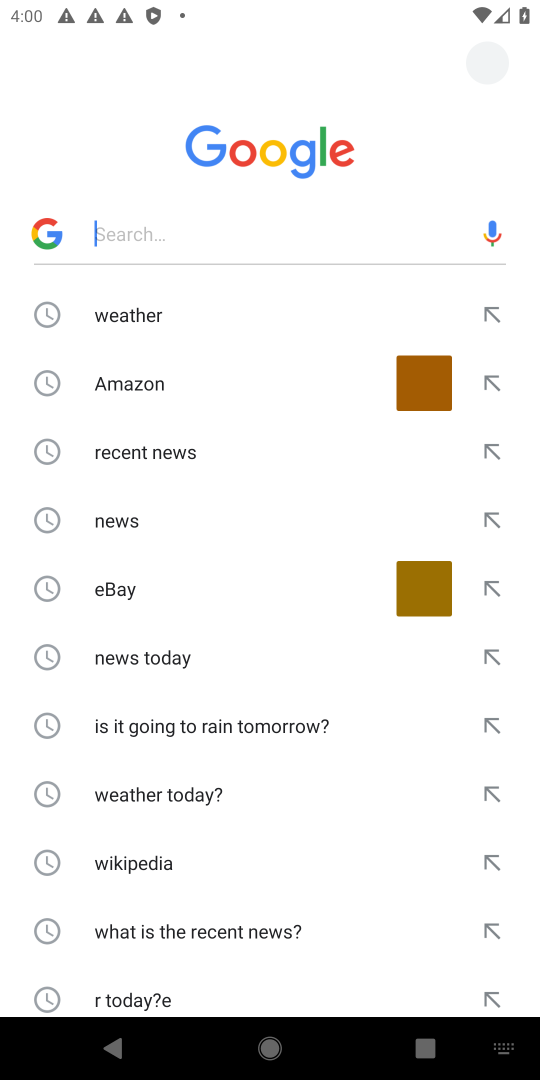 4:00
Google
Search...
weather
Amazon
recent news
news
eBay
news today
is it going to rain tomorrow?
weather today?
wikipedia
what is the recent news?
r today?e